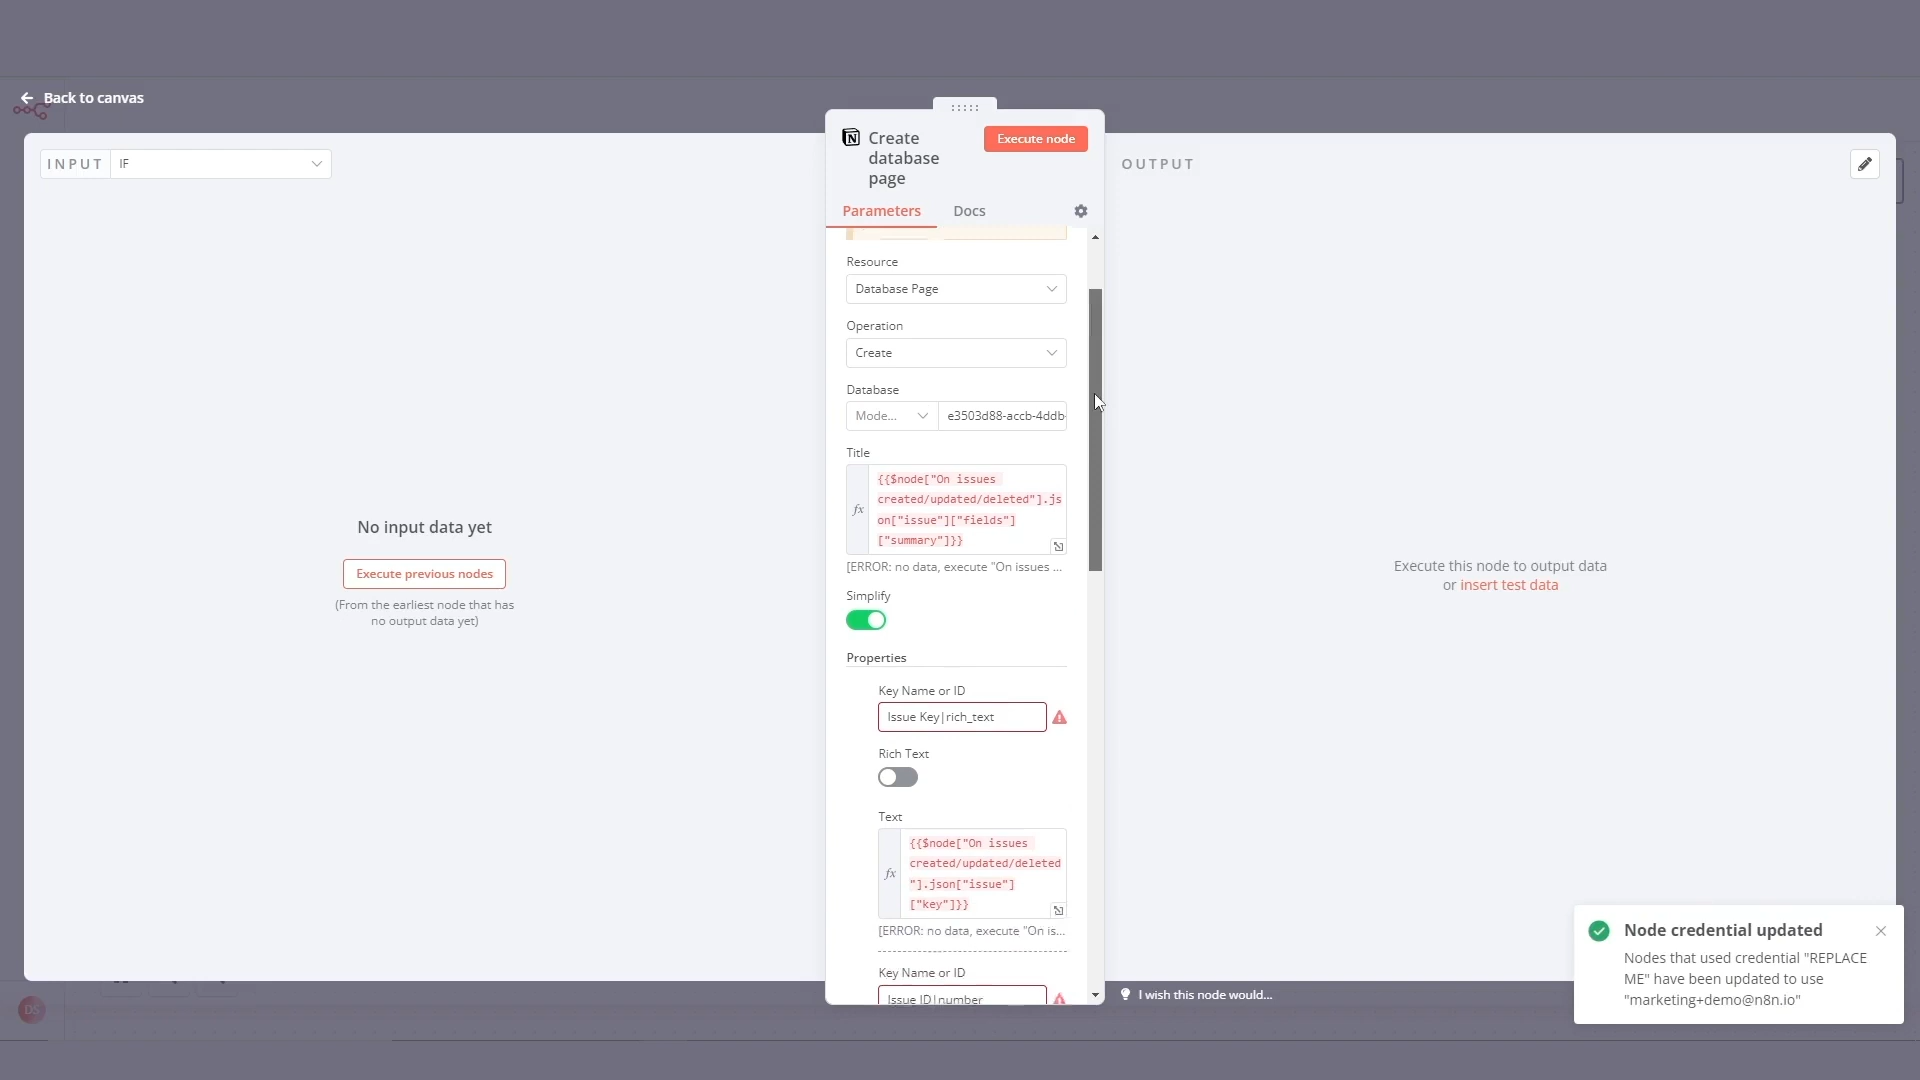 Back to canvas
INPUT
IF
No input data yet
Execute previous nodes
(From the earliest node that has
no output data yet)
Create
database
page
Execute node
Parameters
Docs
Resource
Database Page
Operation
Create
Database
Mode...
e3503d88-accb-4ddb-
Title
fx
{{$node["On issues
created/updated/deleted"].js
on["issue"]["fields"]
["summary"]}}
[ERROR: no data, execute "On issues ...
Simplify
Properties
Key Name or ID
Issue Key|rich_text
Rich Text
Text
fx
{{$node["On issues
created/updated/deleted
"].json["issue"]
["key"]}}
[ERROR: no data, execute "On is...
Key Name or ID
Issue ID|number
OUTPUT
Execute this node to output data
or insert test data
I wish this node would...
Node credential updated
Nodes that used credential "REPLACE
ME" have been updated to use
"marketing+demo@n8n.io"
DS